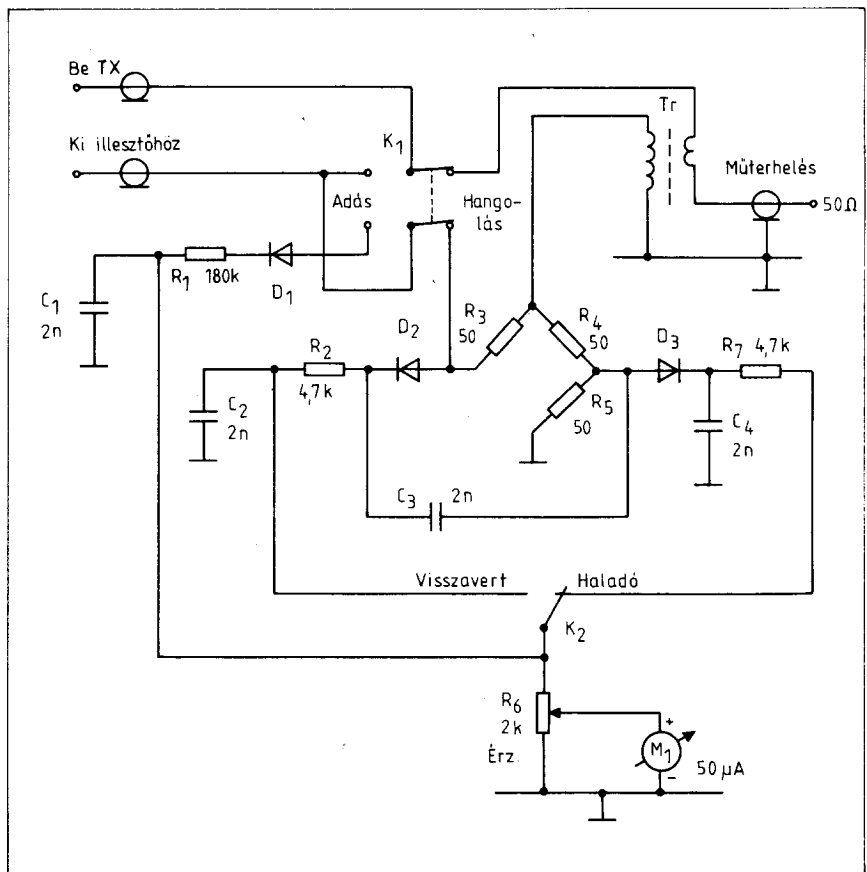 Be TX
Ki illesztőhöz
K1
Adás
Hango-
lás
Tr
Műterhelés
50Ω
C1
2n
R1 180k
D1
R2
4,7k
D2
R3
50
R4
50
R5
50
D3
R7 4,7k
C2
2n
C3
2n
C4
2n
Visszavert
Haladó
K2
R6
2k
Érz.
+
M1
-
50μA